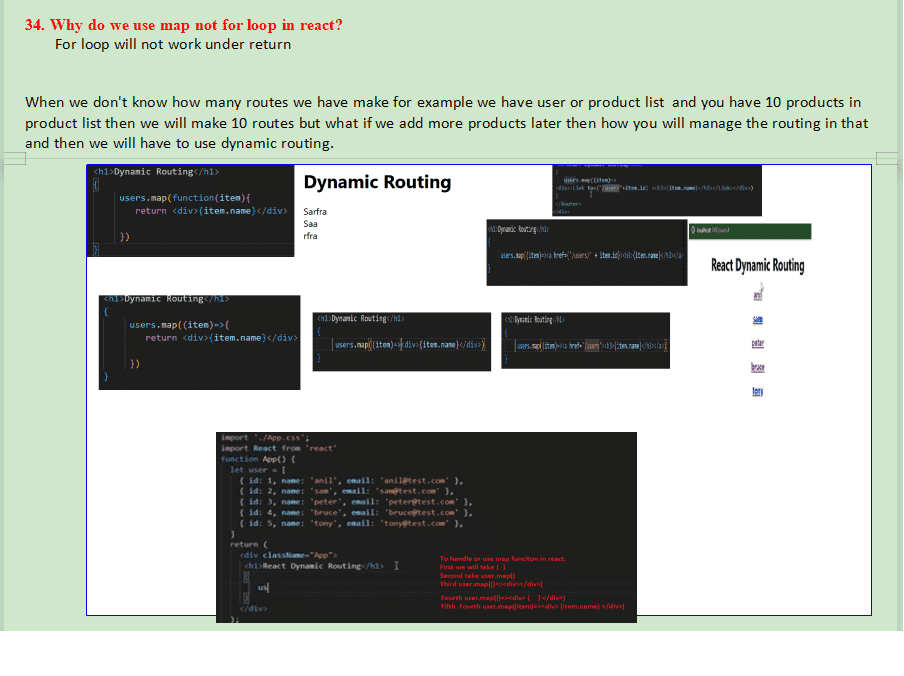 34. Why do we use map not for loop in react?
For loop will not work under return
When we don't know how many routes we have make for example we have user or product list and you have 10 products in
product list then we will make 10 routes but what if we add more products later then how you will manage the routing in that
and then we will have to use dynamic routing.
<h1>Dynamic Routing</h1>
{
users.map(function(item){
return <div>{item.name}</div>
})
}
Dynamic Routing
Sarfra
Saa
rfra
{
users.map((item)=>
</Router>
</div>
<h1>Dynamic Routing</h1>
{
users.map((item)=><a href={"/users/" + item.id}><h3>{item.name}</h3></a>)
}
React Dynamic Routing
anil
sam
peter
bruce
tony
<h1>Dynamic Routing</h1>
{
users.map((item)=>{
return <div>{item.name}</div>
})
}
<h1>Dynamic Routing</h1>
{
users.map((item)=><div>{item.name}</div>)
}
<h1>Dynamic Routing</h1>
{
users.map((item)=><a href="/users"><h3>{item.name}</h3></a>)
}
import './App.css';
import React from 'react'
function App() {
let user = [
{ id: 1, name: 'anil', email: 'anil@test.com' },
{ id: 2, name: 'sam', email: 'sam@test.com' },
{ id: 3, name: 'peter', email: 'peter@test.com' },
{ id: 4, name: 'bruce', email: 'bruce@test.com' },
{ id: 5, name: 'tony', email: 'tony@test.com' },
]
return (
<div className="App">
<h1>React Dynamic Routing</h1>
{
us
}
</div>
);
To handle or use map function in react.
First we will take { }
Second take user.map()
Third user.map(()=><div></div>)
Fourth user.map(()=><div> { } </div>)
Fifth Fourth user.map((item)=><div> {item.name} </div>)